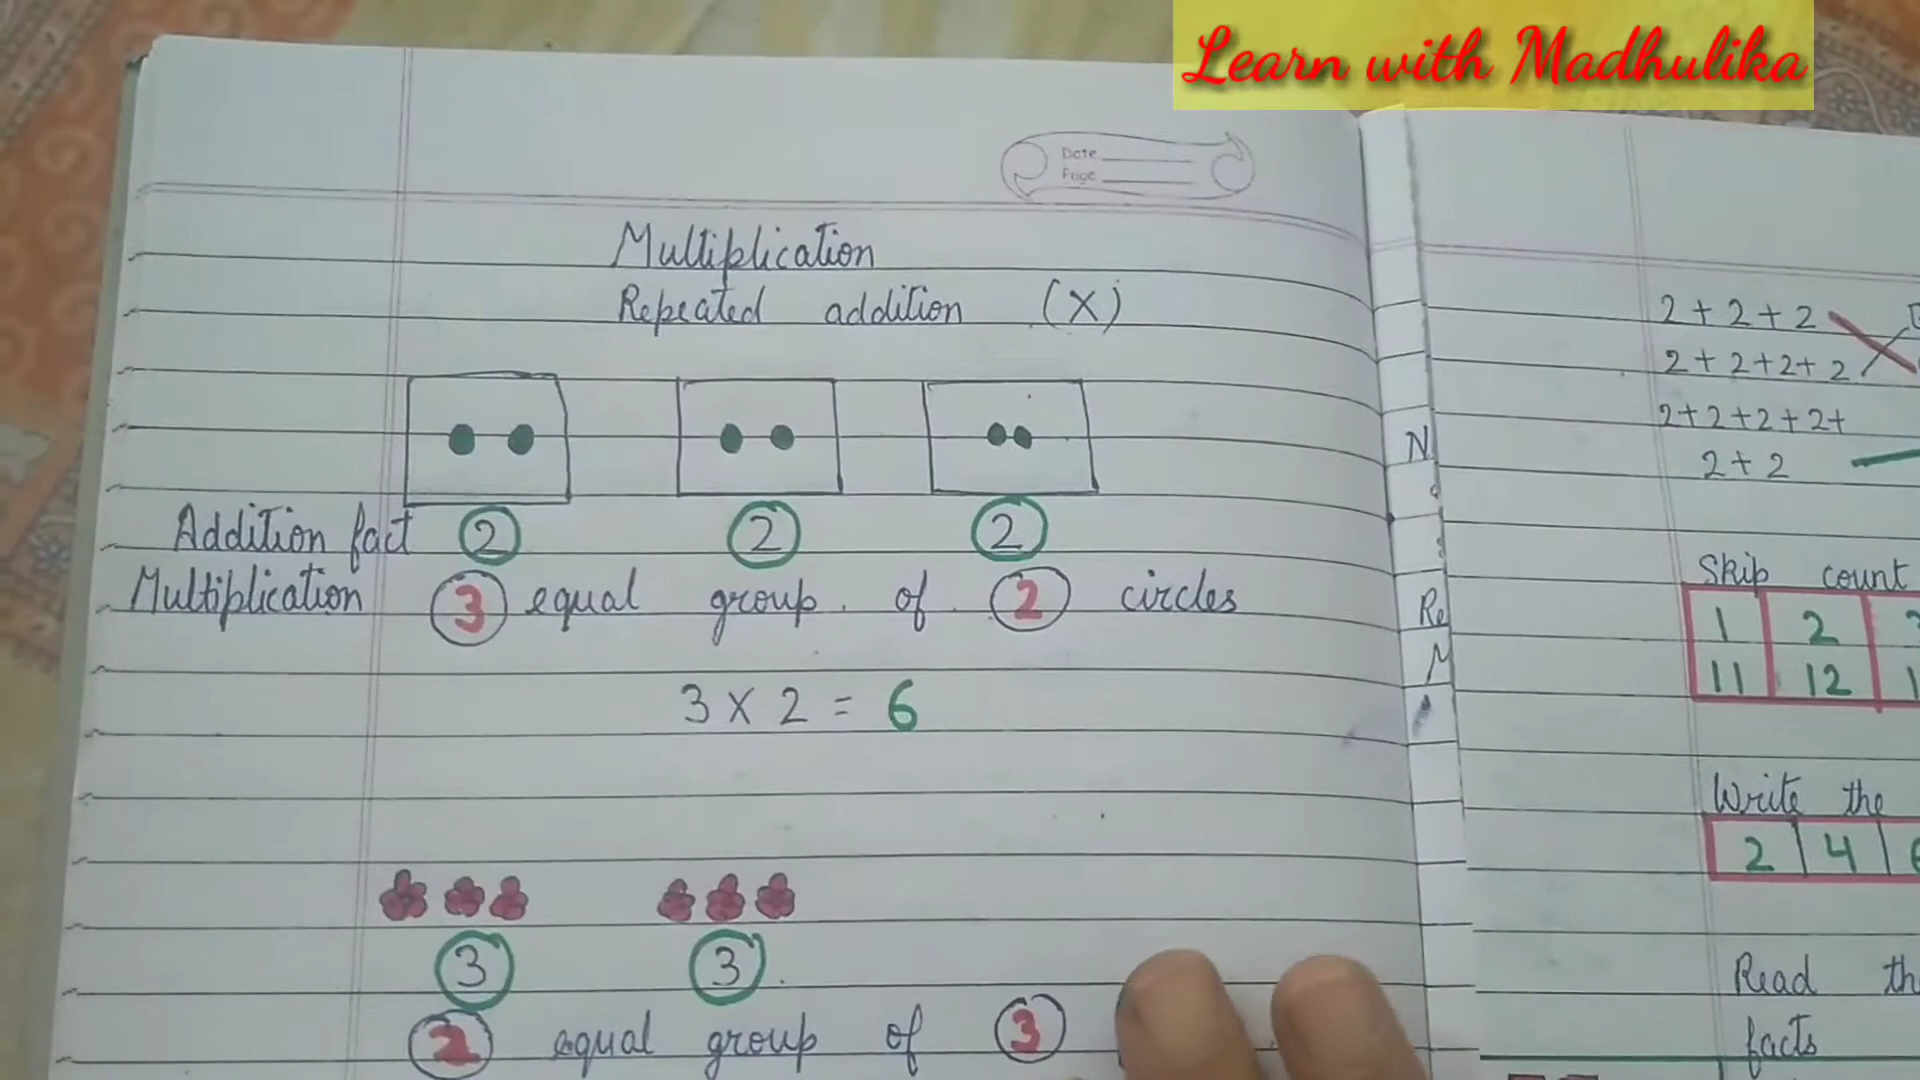 Learn with Madhulika
Date
Page
Multiplication
Repeated addition (X)
Addition fact 2 2 2
Multiplication 3 equal group of 2 circles
3 X 2 = 6
3 3
2 equal group of 3
N
Re
M
2 + 2 + 2
2 + 2 + 2 + 2
2 + 2 + 2 + 2 +
2 + 2
Skip count
1 2
11 12
Write the
2 4
Read the
facts